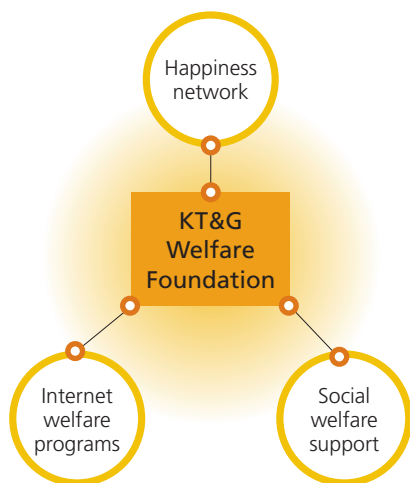 Happiness
network
KT&G
Welfare
Foundation
Internet
welfare
programs
Social
welfare
support